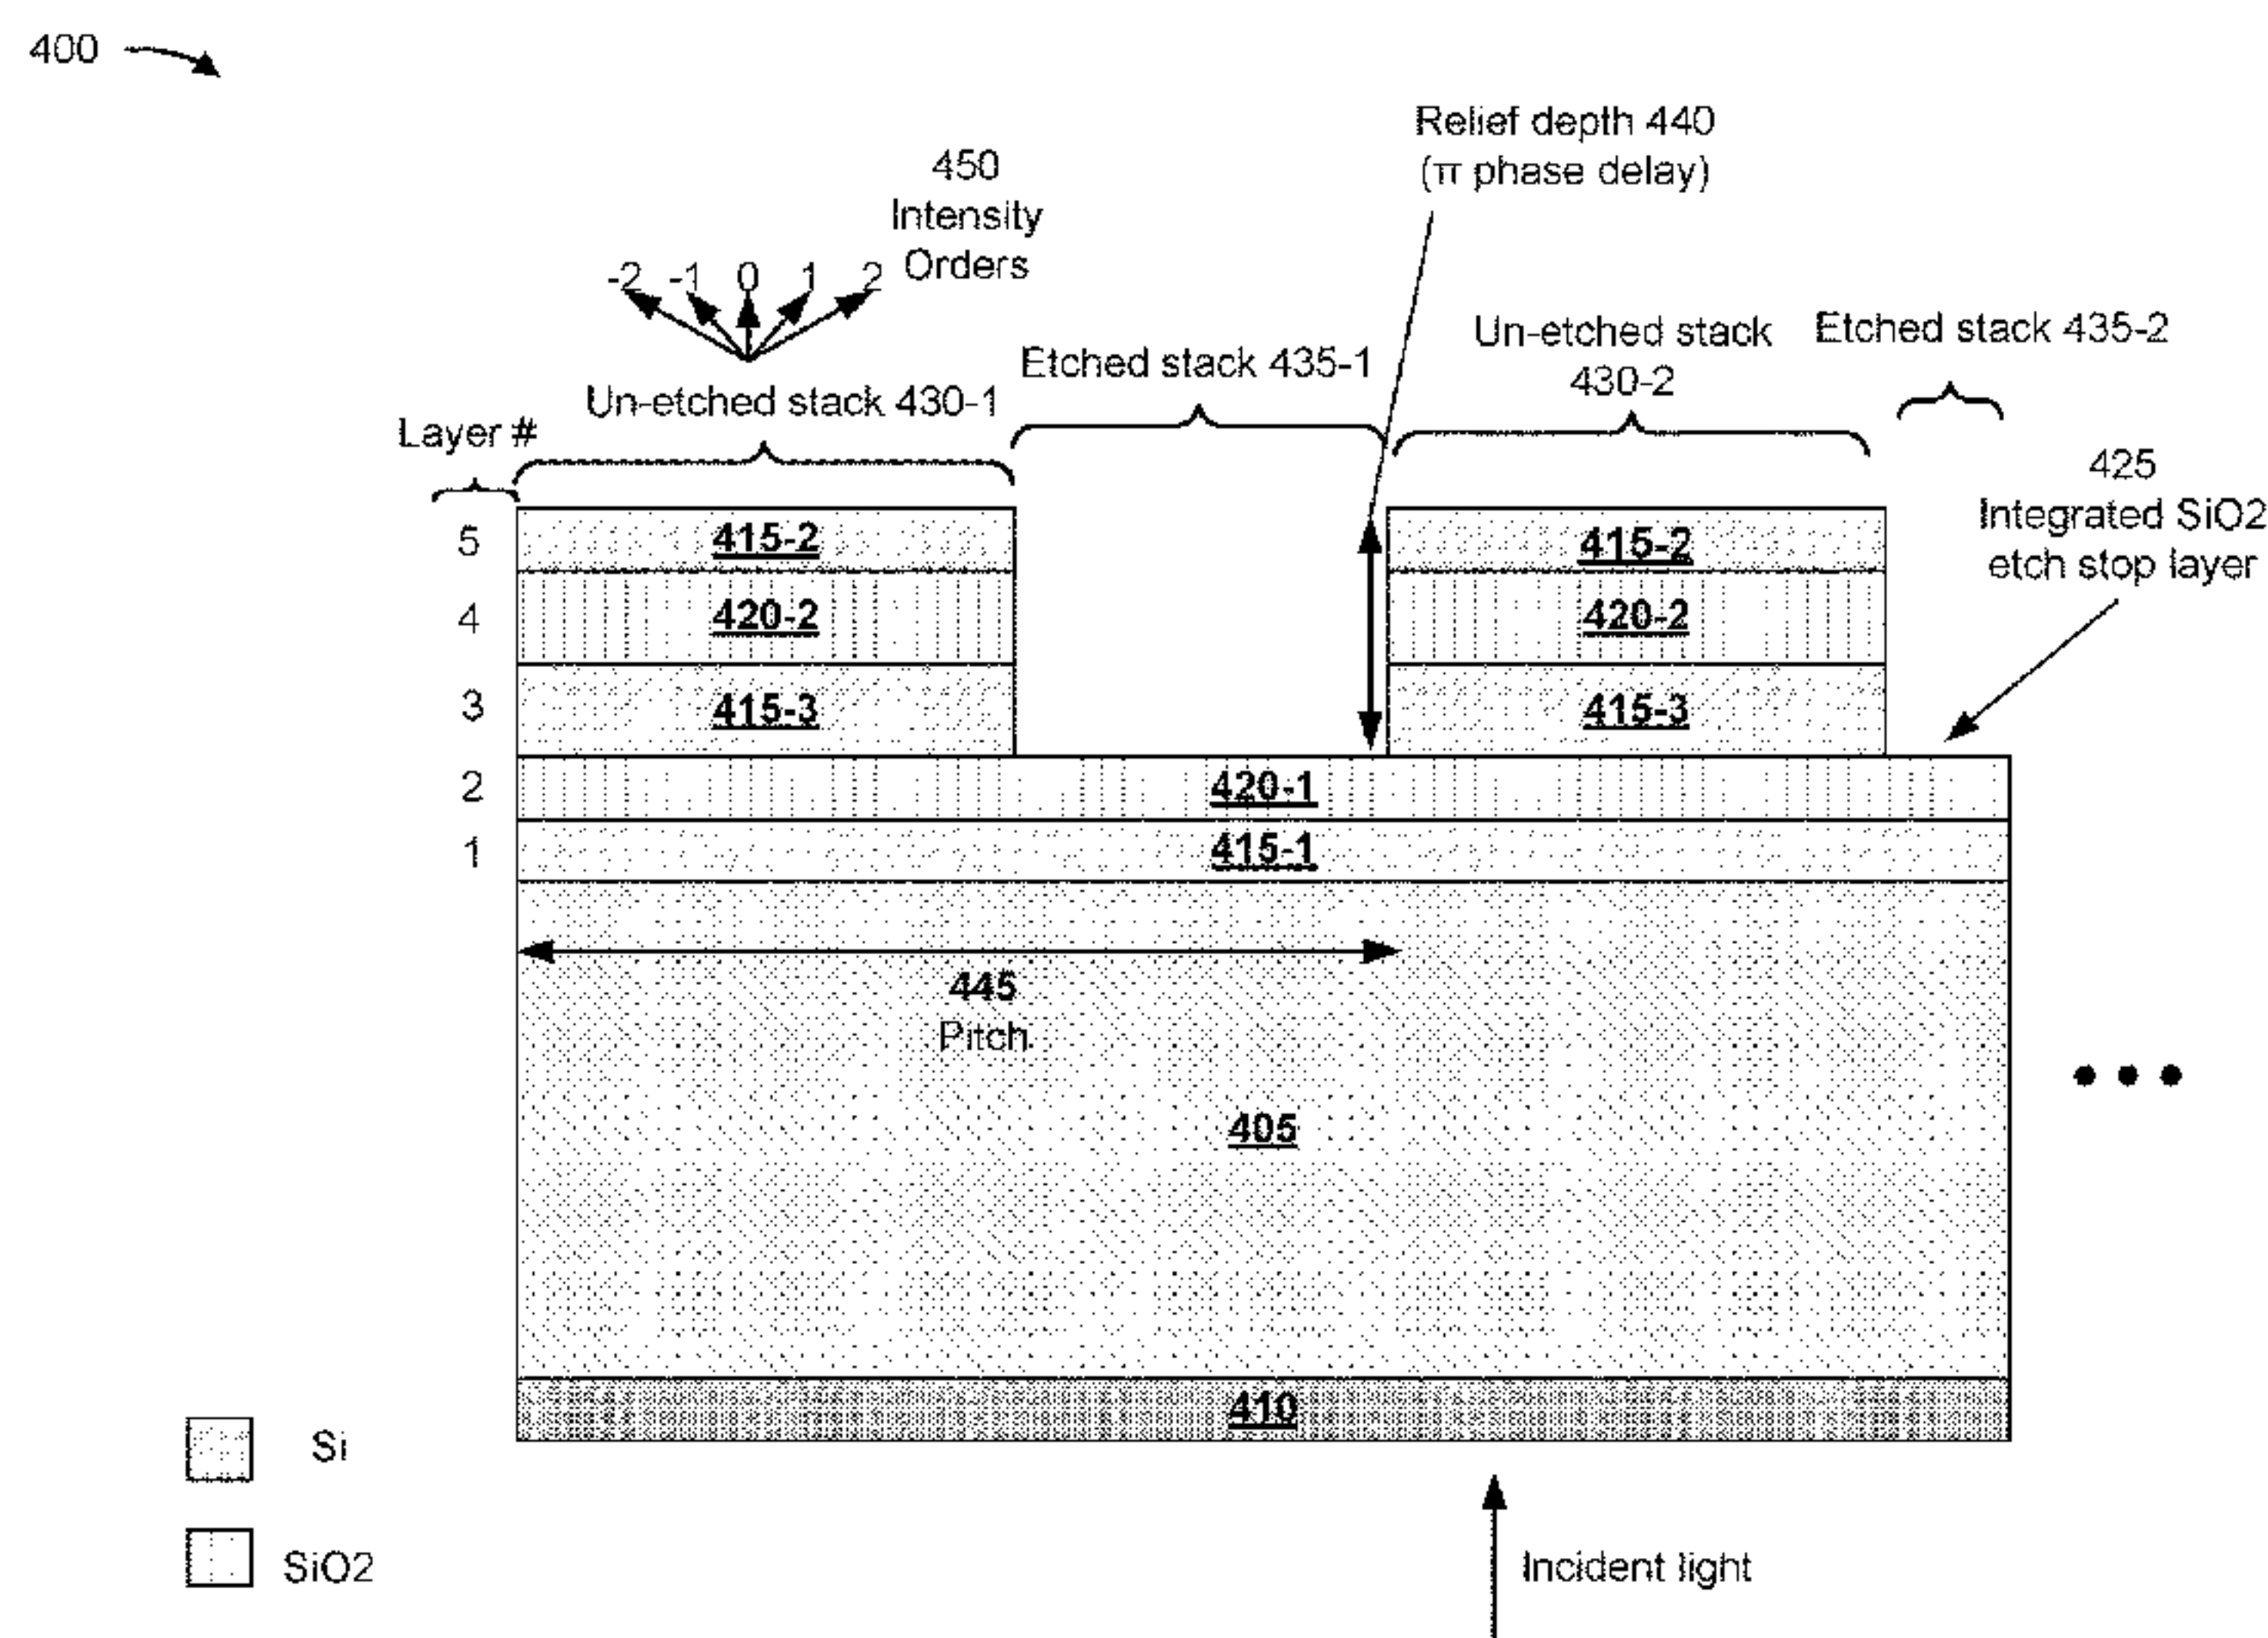 400
Relief depth 440
(π phase delay)
450
Intensity
Orders
-2 -1 0 1 2
Un-etched stack
430-2
Etched stack 435-2
Etched stack 435-1
Un-etched stack 430-1
Layer #
425
Integrated SiO2
etch stop layer
5 415-2 415-2
4 420-2 420-2
3 415-3 415-3
2 420-1
1 415-1
445
Pitch
405
410
Si
SiO2
Incident light